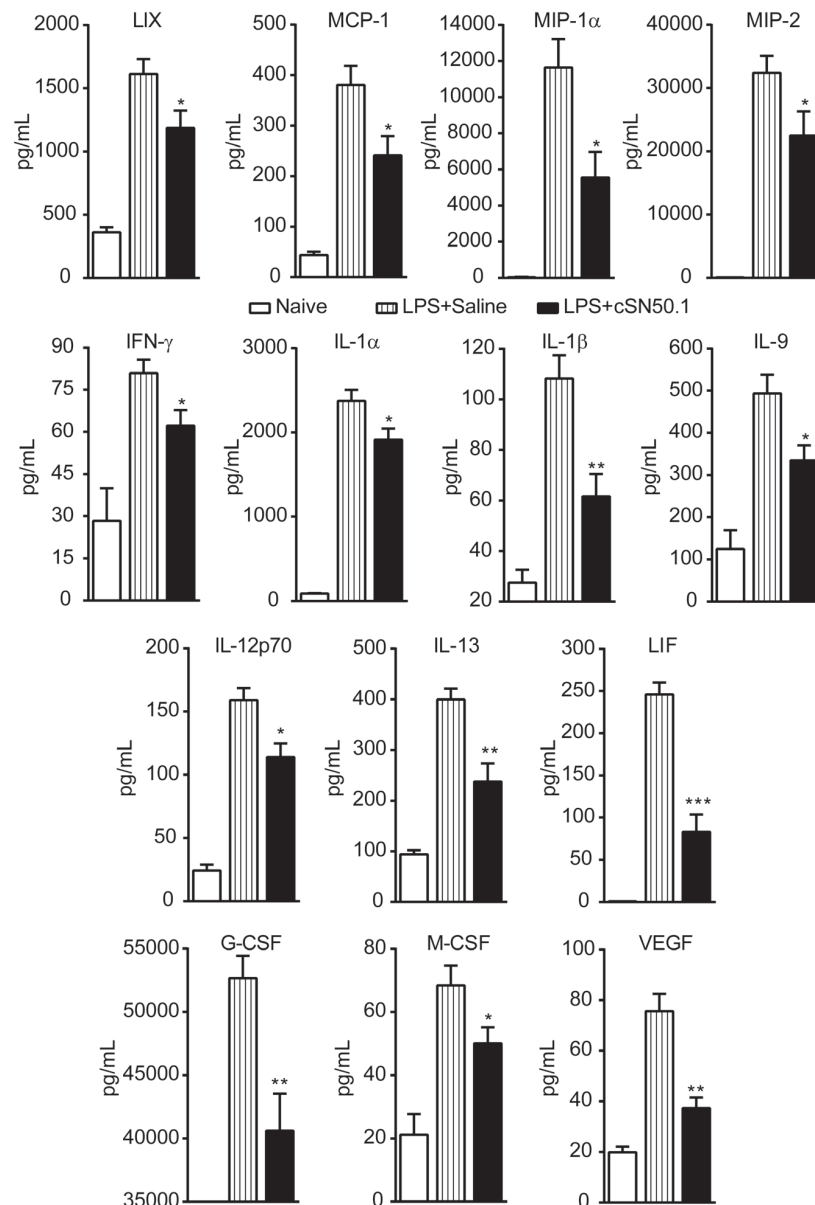 LIX MCP-1 MIP-1α MIP-2
pg/mL 2000 1500 1000 500 0
pg/mL 500 400 300 200 100 0
pg/mL 14000 12000 10000 8000 6000 4000 2000 0
pg/mL 40000 30000 20000 10000 0
* * * *
Naive LPS+Saline LPS+cSN50.1
IFN-γ IL-1α IL-1β IL-9
pg/mL 90 75 60 45 30 15 0
pg/mL 3000 2000 1000 0
pg/mL 120 100 80 60 40 20
pg/mL 600 500 400 300 200 100 0
* * ** *
IL-12p70 IL-13 LIF
pg/mL 200 150 100 50 0
pg/mL 500 400 300 200 100 0
pg/mL 300 250 200 150 100 50 0
* ** ***
G-CSF M-CSF VEGF
pg/mL 55000 50000 45000 40000 35000
pg/mL 80 60 40 20 0
pg/mL 100 80 60 40 20 0
** * **